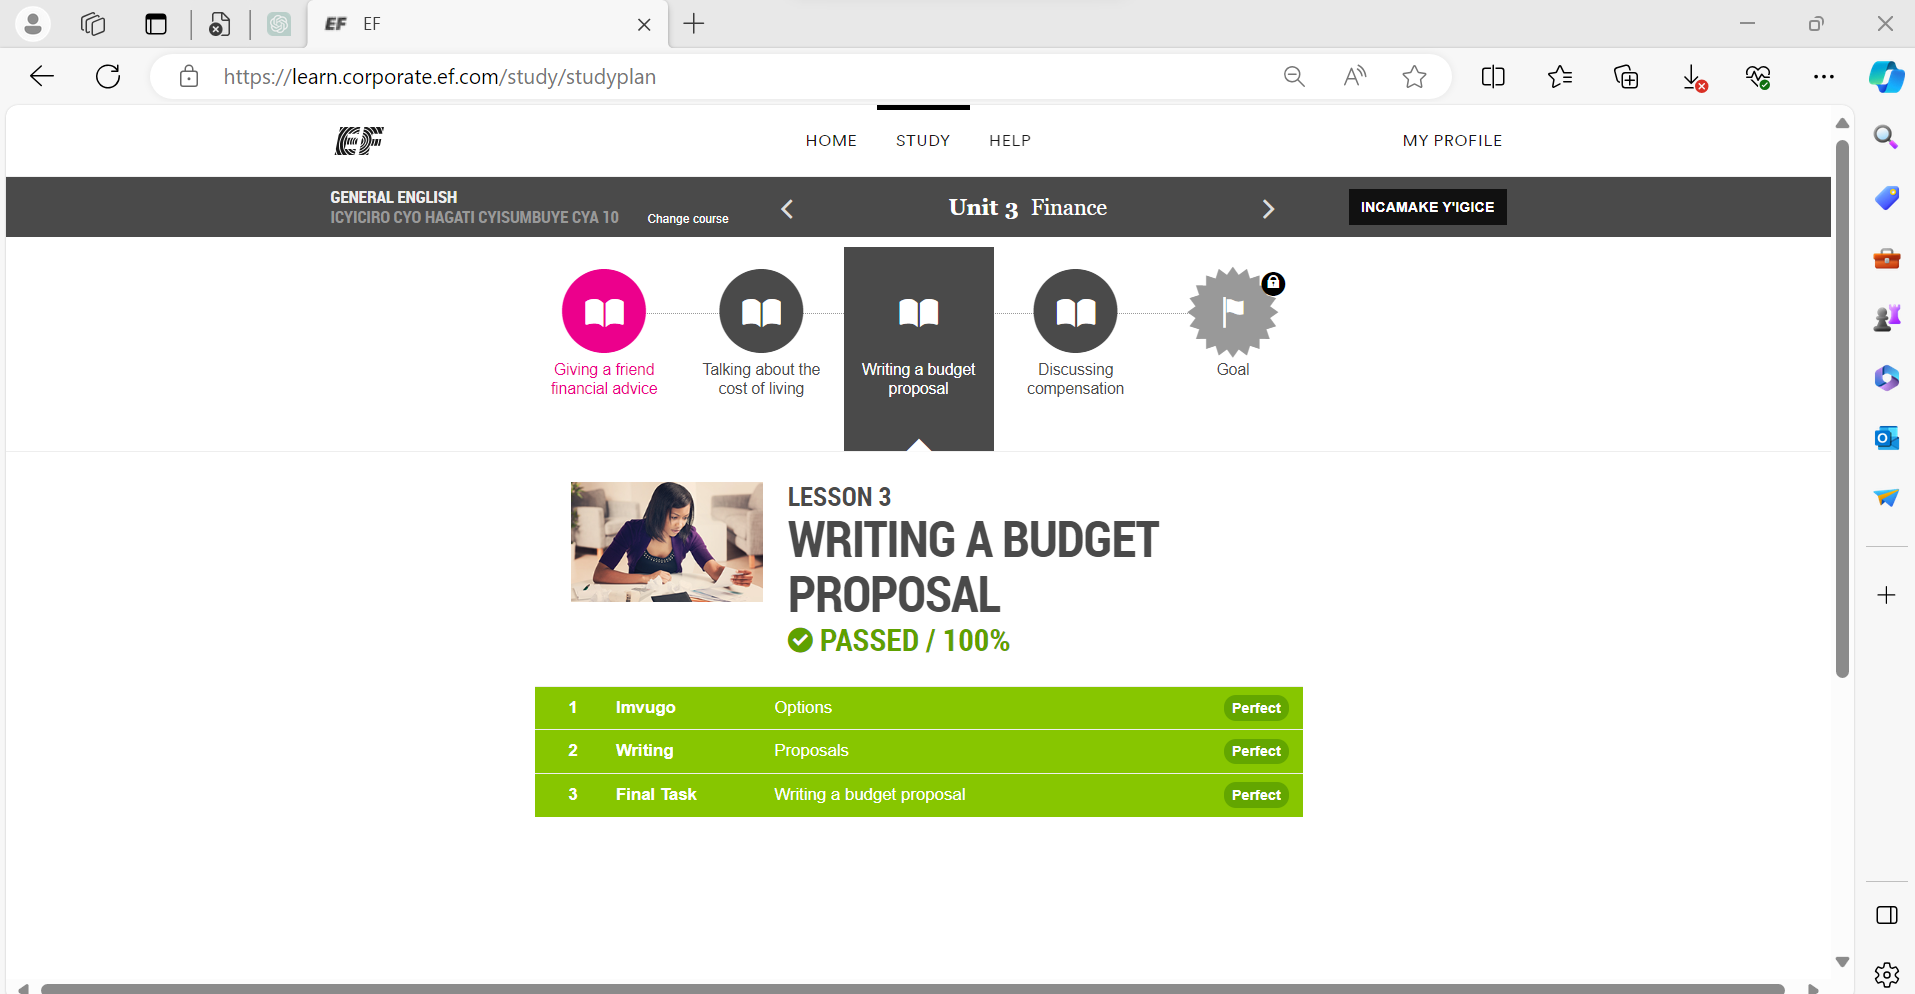 EF
https://learn.corporate.ef.com/study/studyplan
EF
HOME
STUDY
HELP
MY PROFILE
GENERAL ENGLISH
ICYICIRO CYO HAGATI CYISUMBUYE CYA 10
Change course
Unit 3 Finance
INCAMAKE Y'IGICE
Giving a friend
financial advice
Talking about the
cost of living
Writing a budget
proposal
Discussing
compensation
Goal
LESSON 3
WRITING A BUDGET
PROPOSAL
PASSED / 100%
1 Imvugo Options Perfect
2 Writing Proposals Perfect
3 Final Task Writing a budget proposal Perfect